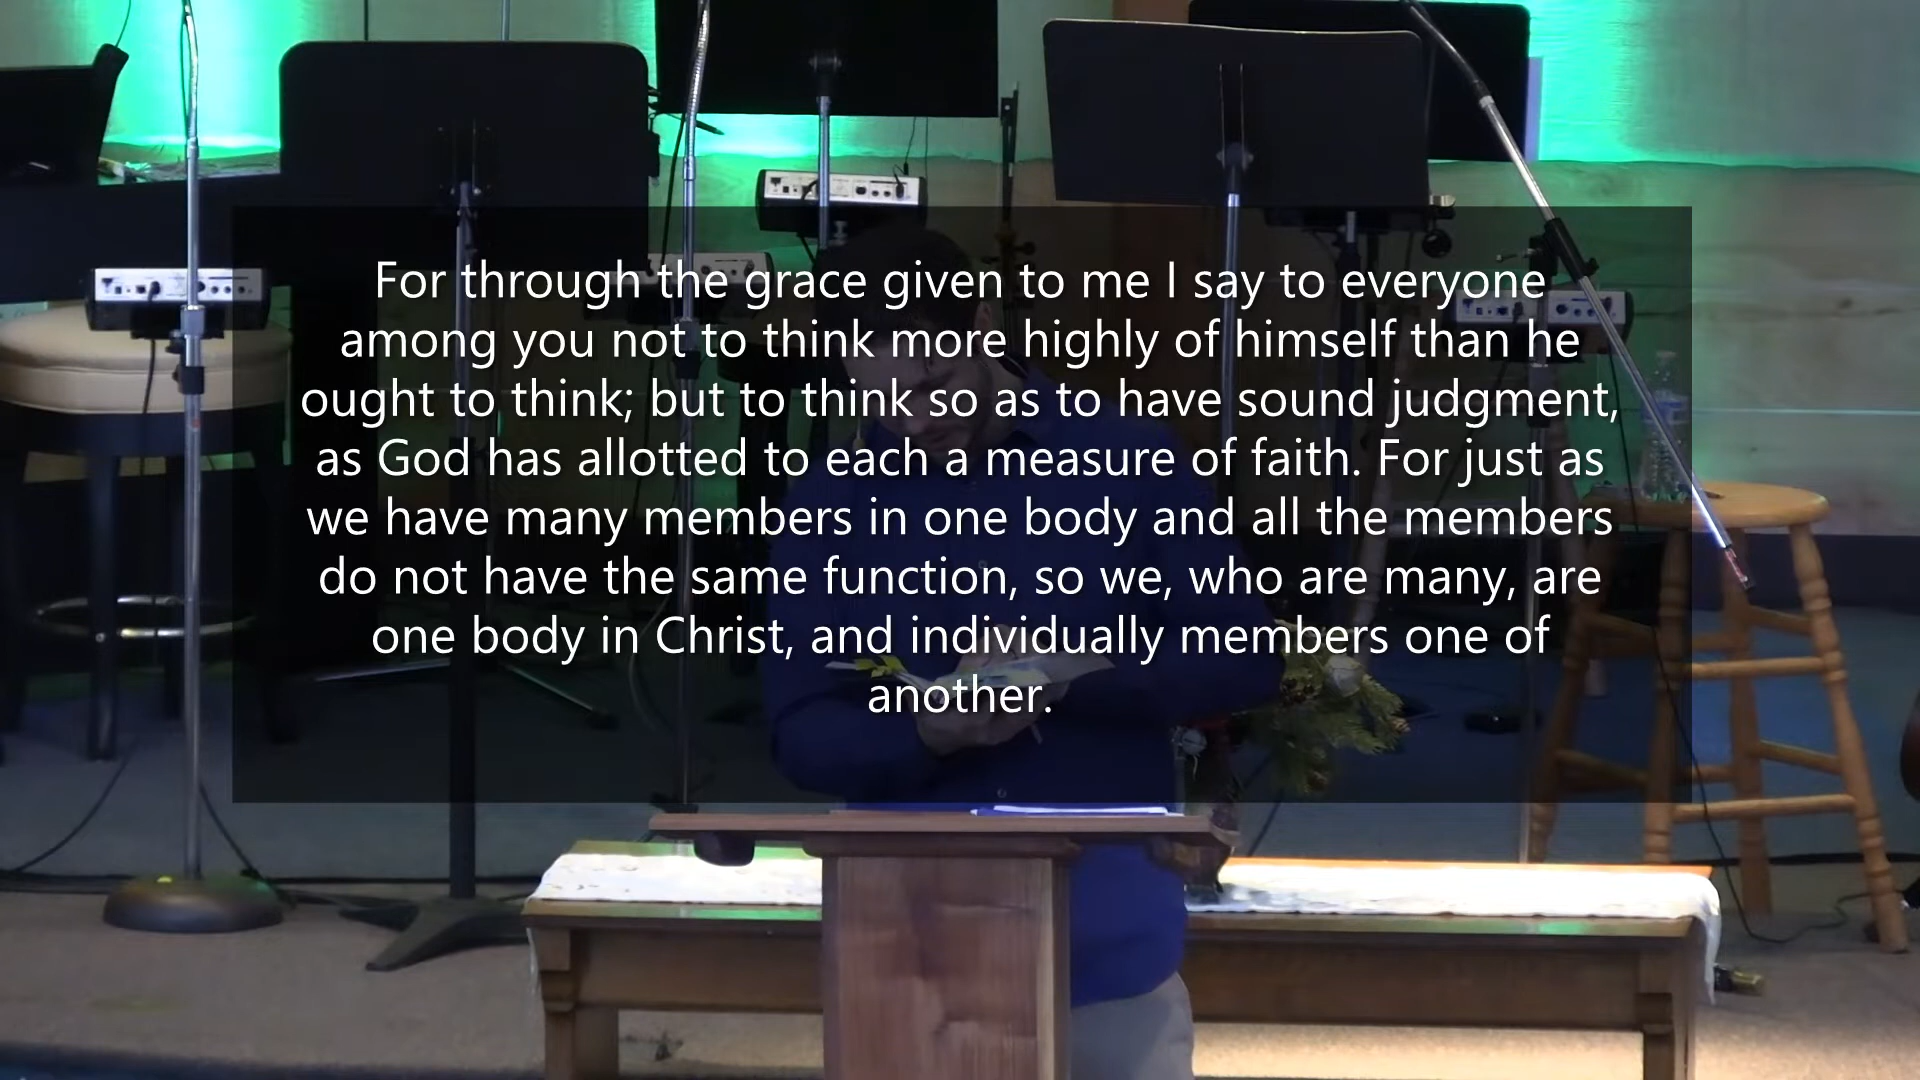 For through the grace given to me I say to everyone
among you not to think more highly of himself than he
ought to think; but to think so as to have sound judgment,
as God has allotted to each a measure of faith. For just as
we have many members in one body and all the members
do not have the same function, so we, who are many, are
one body in Christ, and individually members one of
another.